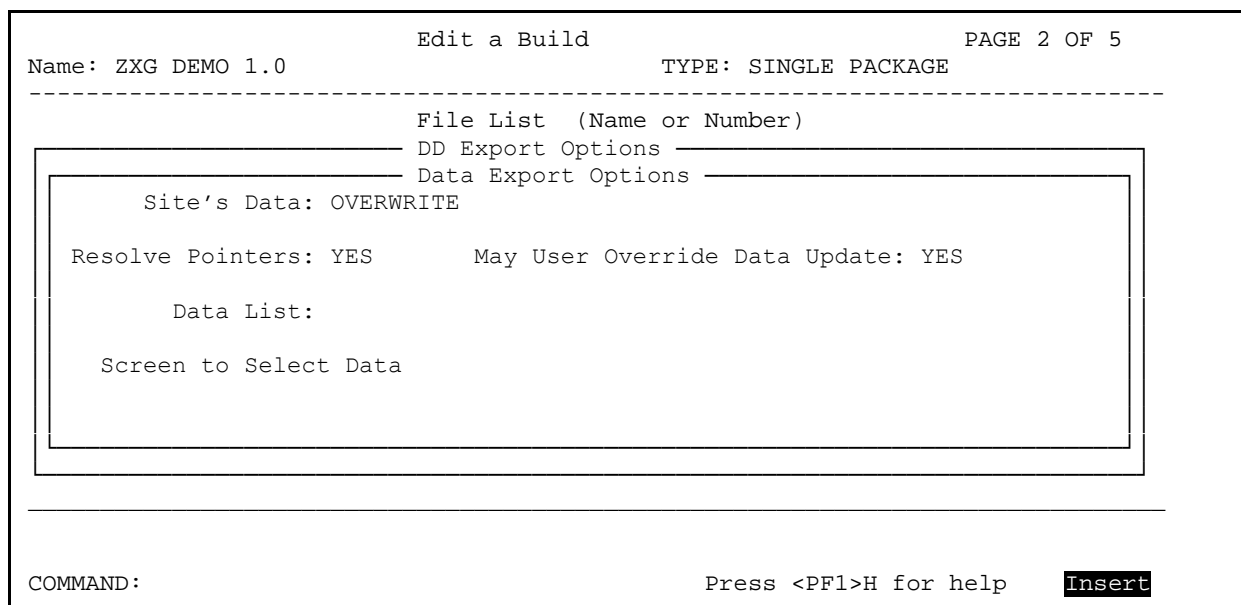 Edit a Build PAGE 2 OF 5
Name: ZXG DEMO 1.0 TYPE: SINGLE PACKAGE
-------------------------------------------------------------------------------
File List (Name or Number)
DD Export Options
Data Export Options
Site’s Data: OVERWRITE
Resolve Pointers: YES May User Override Data Update: YES
Data List:
Screen to Select Data
COMMAND: Press <PF1>H for help Insert